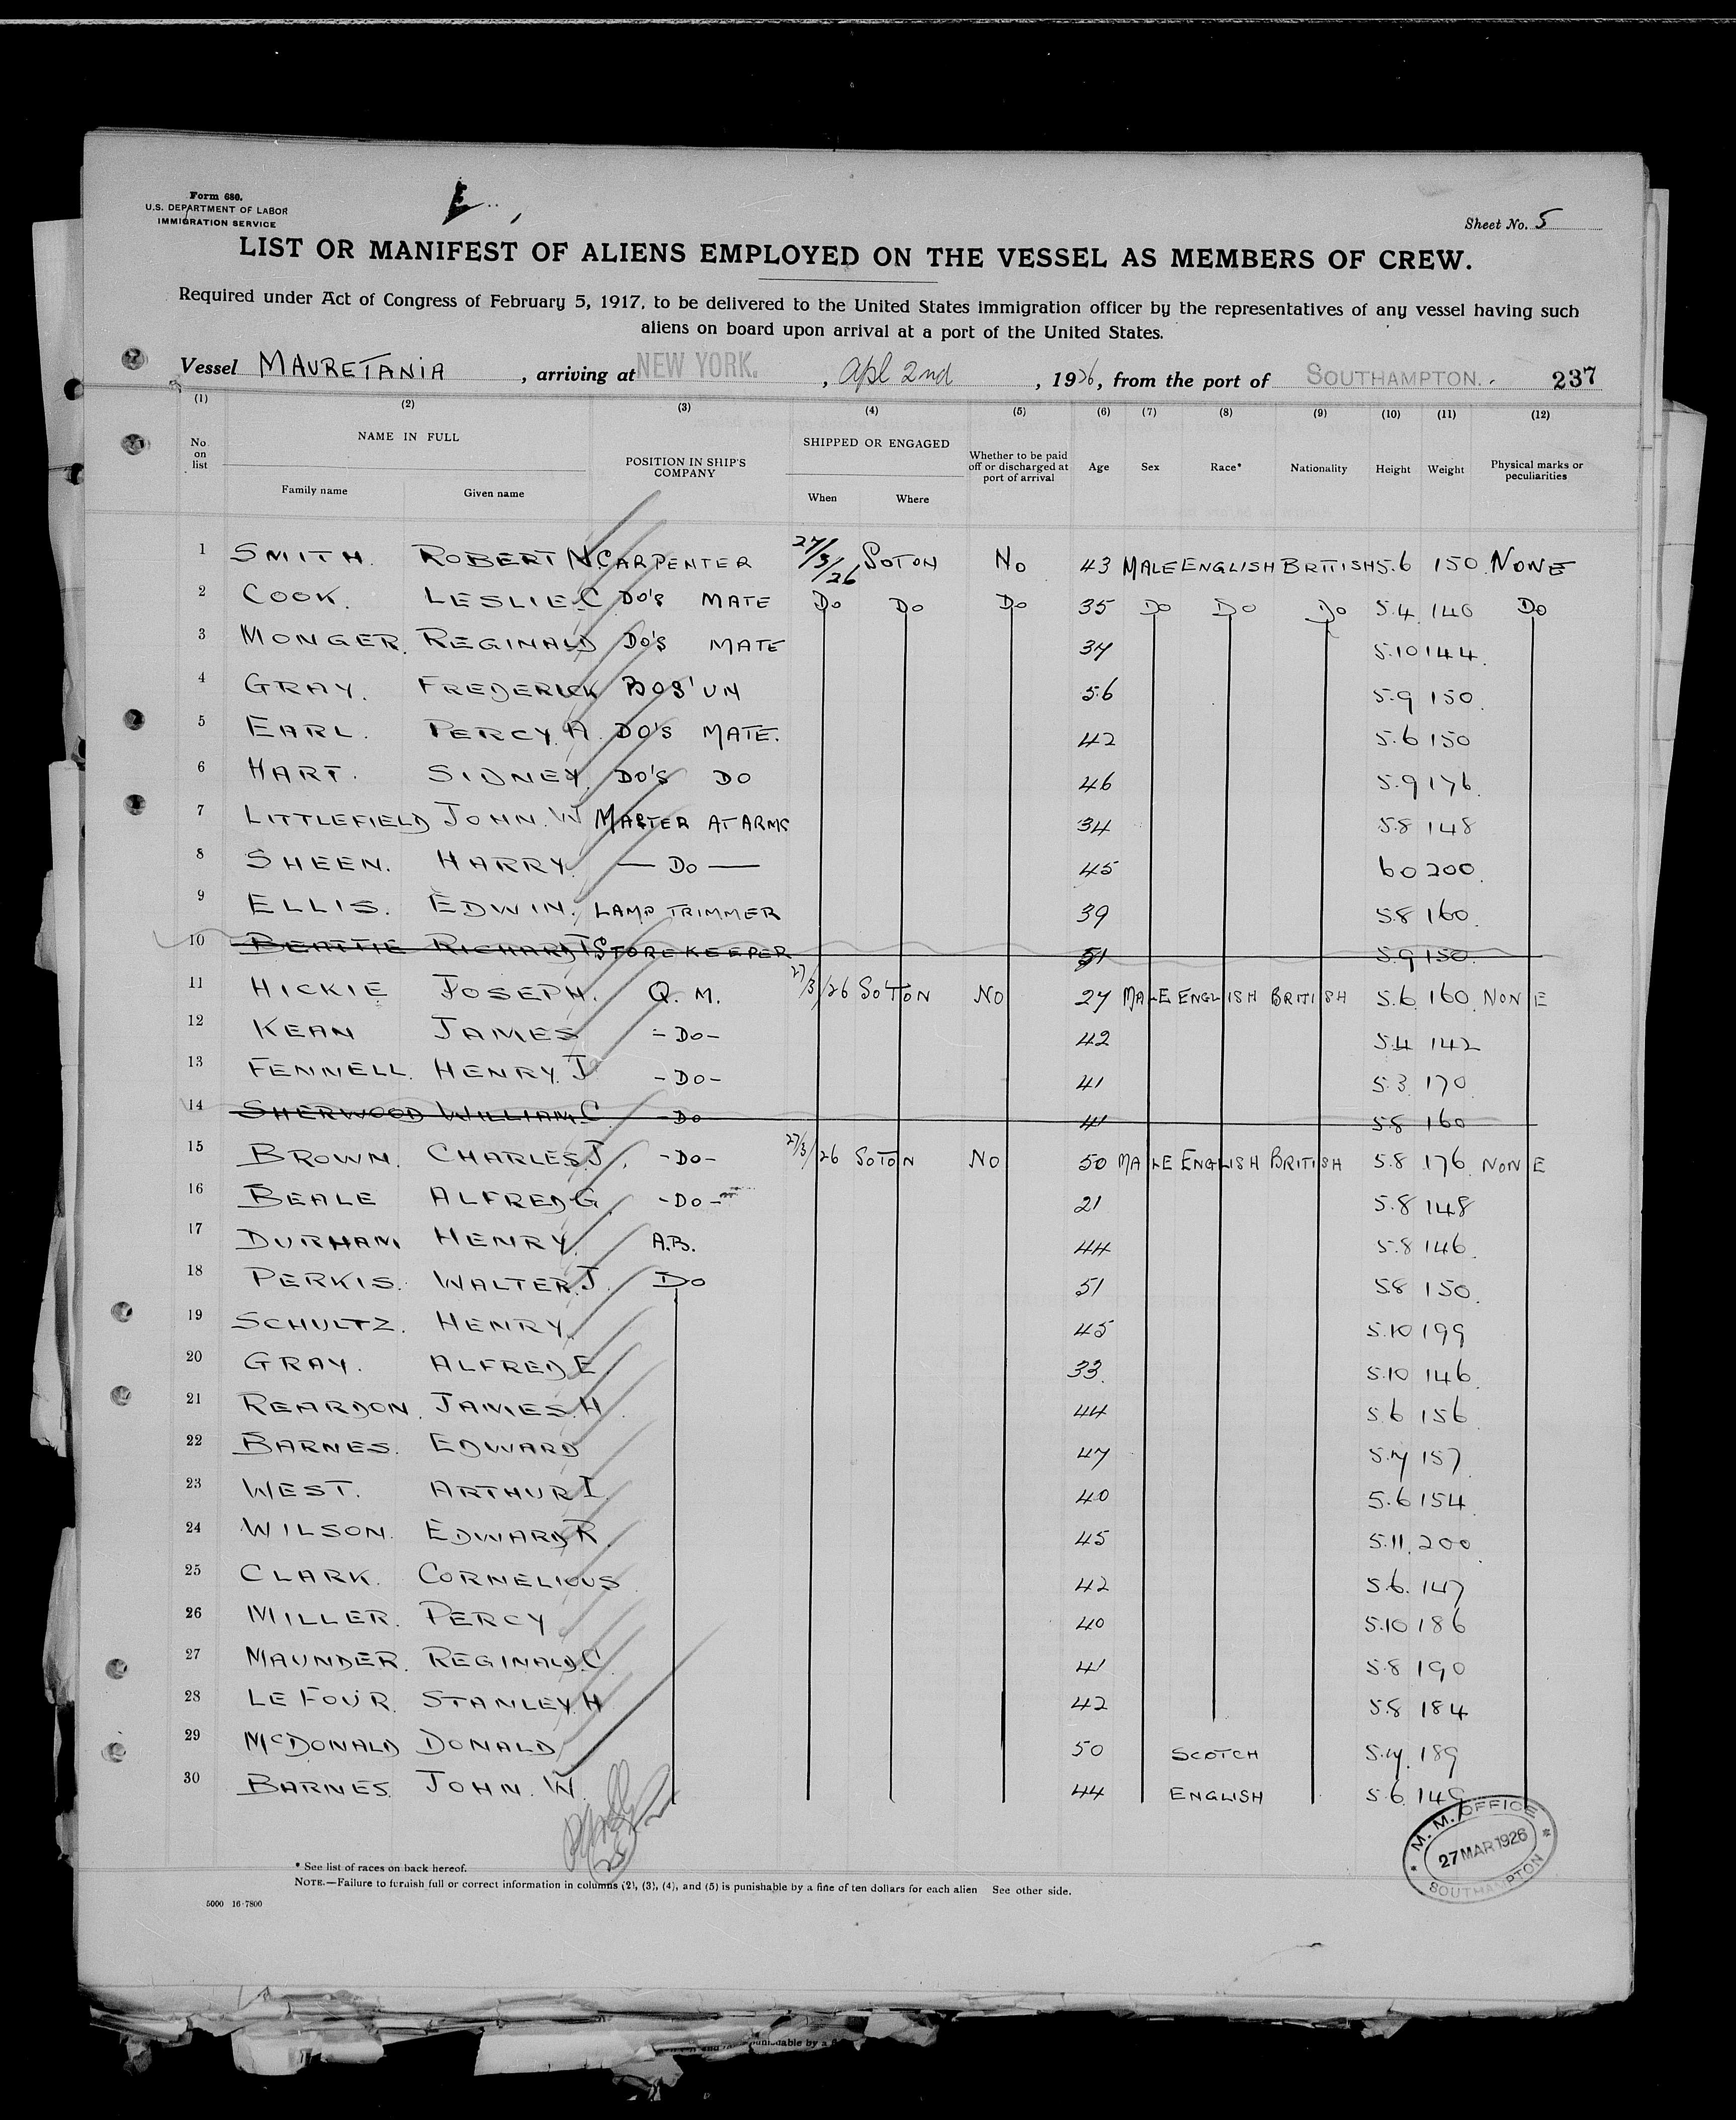 Form 680.
U.S. DEPARTMENT OF LABOR
IMMIGRATION SERVICE
Sheet No. 5
LIST OR MANIFEST OF ALIENS EMPLOYED ON THE VESSEL AS MEMBERS OF CREW.
Required under Act of Congress of February 5, 1917, to be delivered to the United States immigration officer by the representatives of any vessel having such
aliens on board upon arrival at a port of the United States.
Vessel MAURETANIA, arriving at NEW YORK., Apl 2nd, 1926, from the port of SOUTHAMPTON. 237
(1) (2) (3) (4) (5) (6) (7) (8) (9) (10) (11) (12)
No on list NAME IN FULL Family name Given name POSITION IN SHIP'S COMPANY SHIPPED OR ENGAGED When Where Whether to be paid off or discharged at port of arrival Age Sex Race* Nationality Height Weight Physical marks or peculiarities
1 SMITH. ROBERT N CARPENTER 27/3/26 SOTON NO 43 MALE ENGLISH BRITISH 5.6 150 NONE
2 COOK. LESLIE.C DO'S MATE DO DO DO 35 DO DO DO 5.4 140 DO
3 MONGER. REGINALD DO'S MATE 34 5.10 144.
4 GRAY. FREDERICK BOS'UN 56 5.9 150.
5 EARL. PERCY.A. DO'S MATE. 42 5.6 150
6 HART. SIDNEY. DO'S DO 46 5.9 176.
7 LITTLEFIELD JOHN.W MASTER AT ARMS 34 5.8 148
8 SHEEN. HARRY. — DO — 45 6 0 200.
9 ELLIS. EDWIN. LAMP TRIMMER 39 5.8 160.
10 BEATTIE RICHARD T STOREKEEPER 51 5.9 150.
11 HICKIE JOSEPH. Q. M. 27/3/26 SOTON NO 27 MALE ENGLISH BRITISH 5.6 160. NONE
12 KEAN JAMES - DO - 42 5.4 142
13 FENNELL. HENRY.J - DO - 41 5.3. 170.
14 SHERWOOD WILLIAM.C. - DO 41 5.8 160
15 BROWN. CHARLES.J. - DO - 27/3/26 SOTON NO 50 MALE ENGLISH BRITISH 5.8 176. NONE
16 BEALE ALFRED G. - DO - 21 5.8 148
17 DURHAM HENRY. A.B. 44 5.8 146.
18 PERKIS. WALTER.J. DO 51 5.8 150.
19 SCHULTZ. HENRY. 45 5.10 199
20 GRAY. ALFRED E. 33. 5.10 146.
21 REARDON. JAMES.H. 44 5.6 156
22 BARNES. EDWARD 47 5.7 157
23 WEST. ARTHUR I. 40 5.6 154
24 WILSON. EDWARD R. 45 5.11. 200.
25 CLARK. CORNELIOUS 42 5.6. 147
26 MILLER. PERCY 40 5.10 186
27 MAUNDER. REGINALD.C. 41 5.8 190
28 LE FOUR. STANLEY.H 42 5.8 184
29 McDONALD DONALD 50 SCOTCH 5.7. 189
30 BARNES. JOHN. W. 44 ENGLISH 5.6.
M. M. OFFICE
27 MAR 1926
SOUTHAMPTON
* See list of races on back hereof.
NOTE.—Failure to furnish full or correct information in columns (2), (3), (4), and (5) is punishable by a fine of ten dollars for each alien See other side.
5000 16-7800